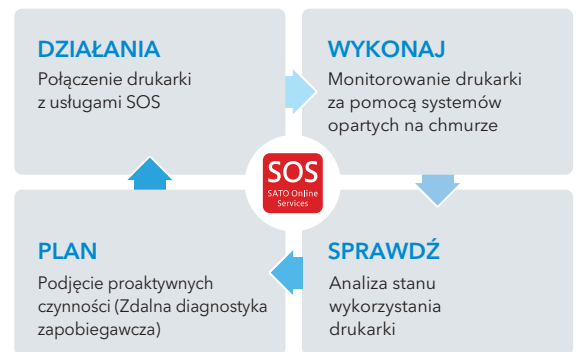 DZIAŁANIA
Połączenie drukarki
z usługami SOS
WYKONAJ
Monitorowanie drukarki
za pomocą systemów
opartych na chmurze
SOS
SATO Online
Services
PLAN
Podjęcie proaktywnych
czynności (Zdalna diagnostyka
zapobiegawcza)
SPRAWDŹ
Analiza stanu
wykorzystania
drukarki